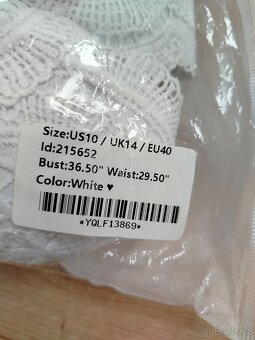 Size:US10 / UK14 / EU40
Id:215652
Bust:36.50" Waist:29.50"
Color:White ♥
*YQLF13869*